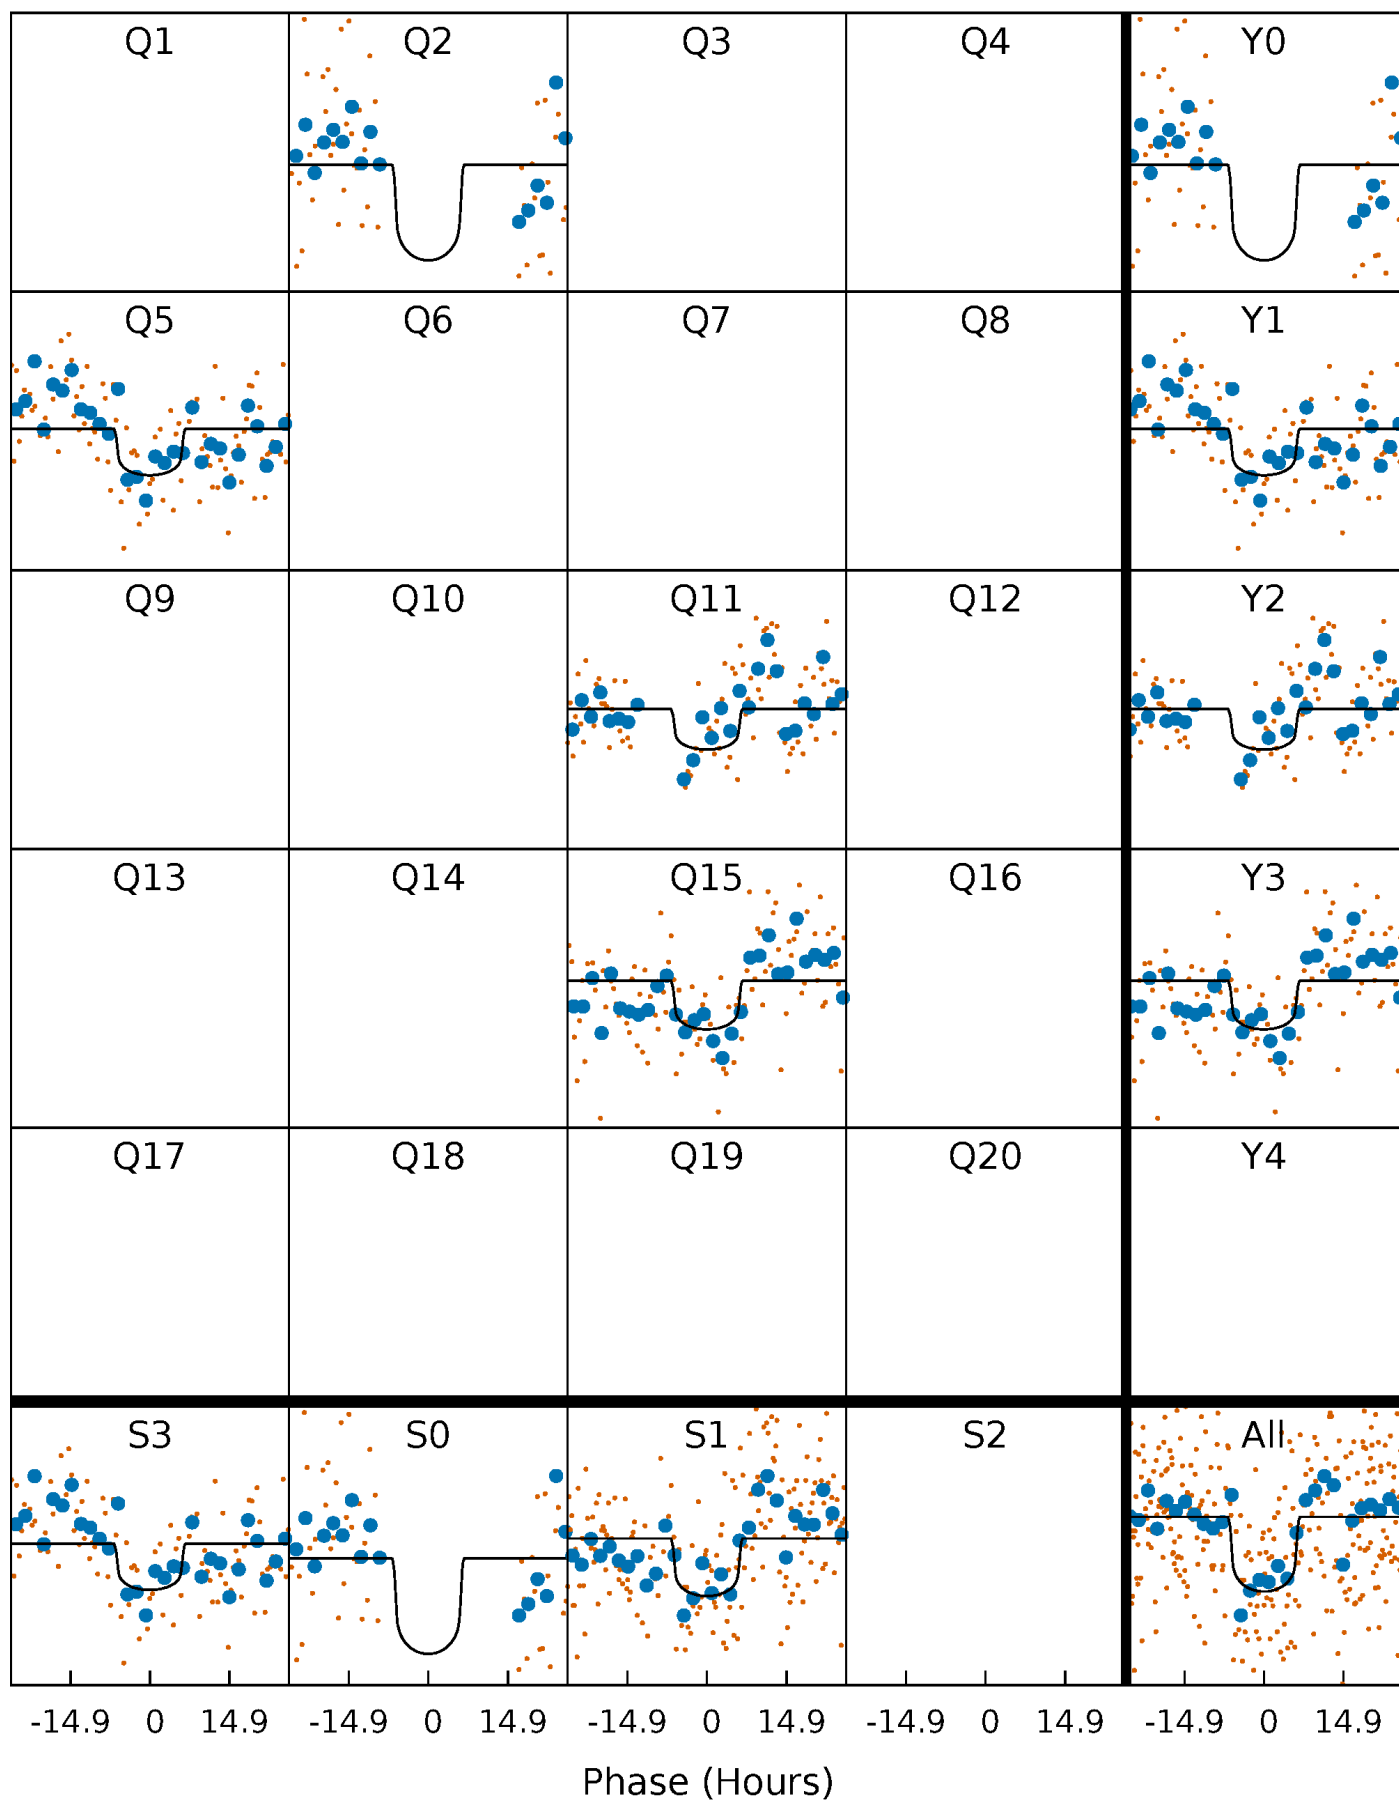 Q1 Q2 Q3 Q4 Y0
Q5 Q6 Q7 Q8 Y1
Q9 Q10 Q11 Q12 Y2
Q13 Q14 Q15 Q16 Y3
Q17 Q18 Q19 Q20 Y4
S3 S0 S1 S2 All
-14.9 0 14.9 -14.9 0 14.9 -14.9 0 14.9 -14.9 0 14.9 -14.9 0 14.9
Phase (Hours)